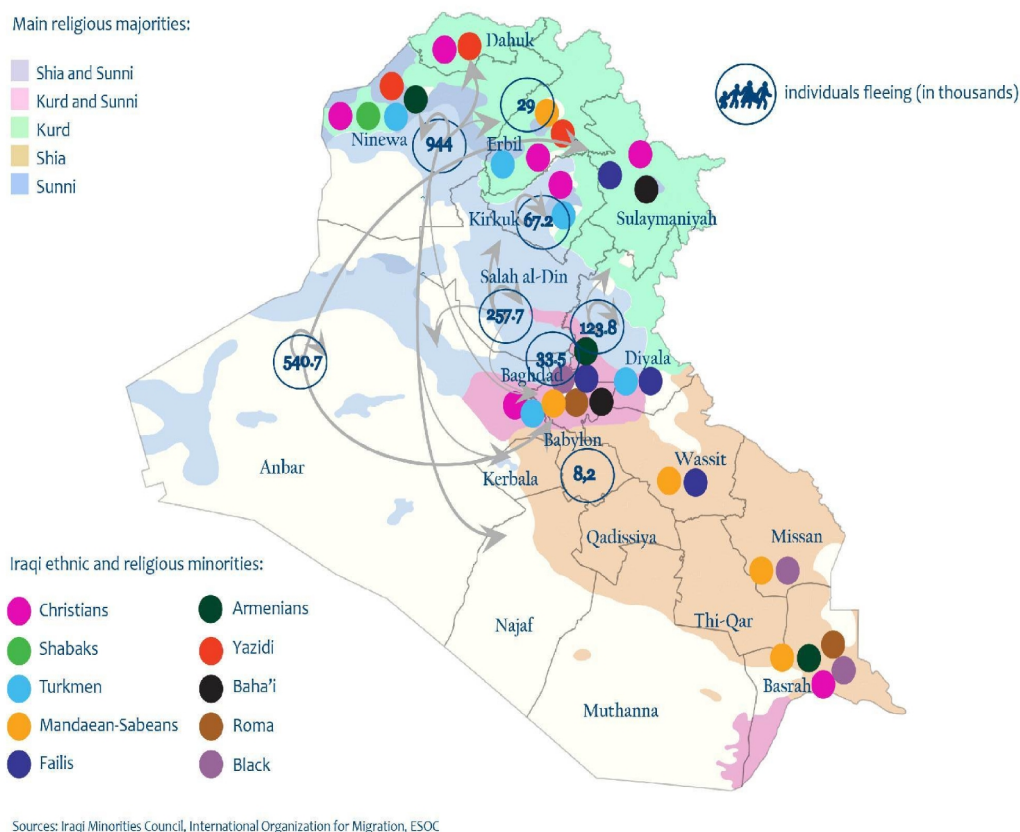 Main religious majorities:
Shia and Sunni
Kurd and Sunni
Kurd
Shia
Sunni
individuals fleeing (in thousands)
Dahuk
29
Ninewa
944
Erbil
Kirkuk
67.2
Sulaymaniyah
Salah al-Din
257.7
123.8
540.7
33.5
Diyala
Baghdad
Babylon
Anbar
Kerbala
8,2
Wassit
Qadissiya
Missan
Najaf
Thi-Qar
Basrah
Muthanna
Iraqi ethnic and religious minorities:
Christians
Shabaks
Turkmen
Mandaean-Sabeans
Failis
Armenians
Yazidi
Baha'i
Roma
Black
Sources: Iraqi Minorities Council, International Organization for Migration, ESOC